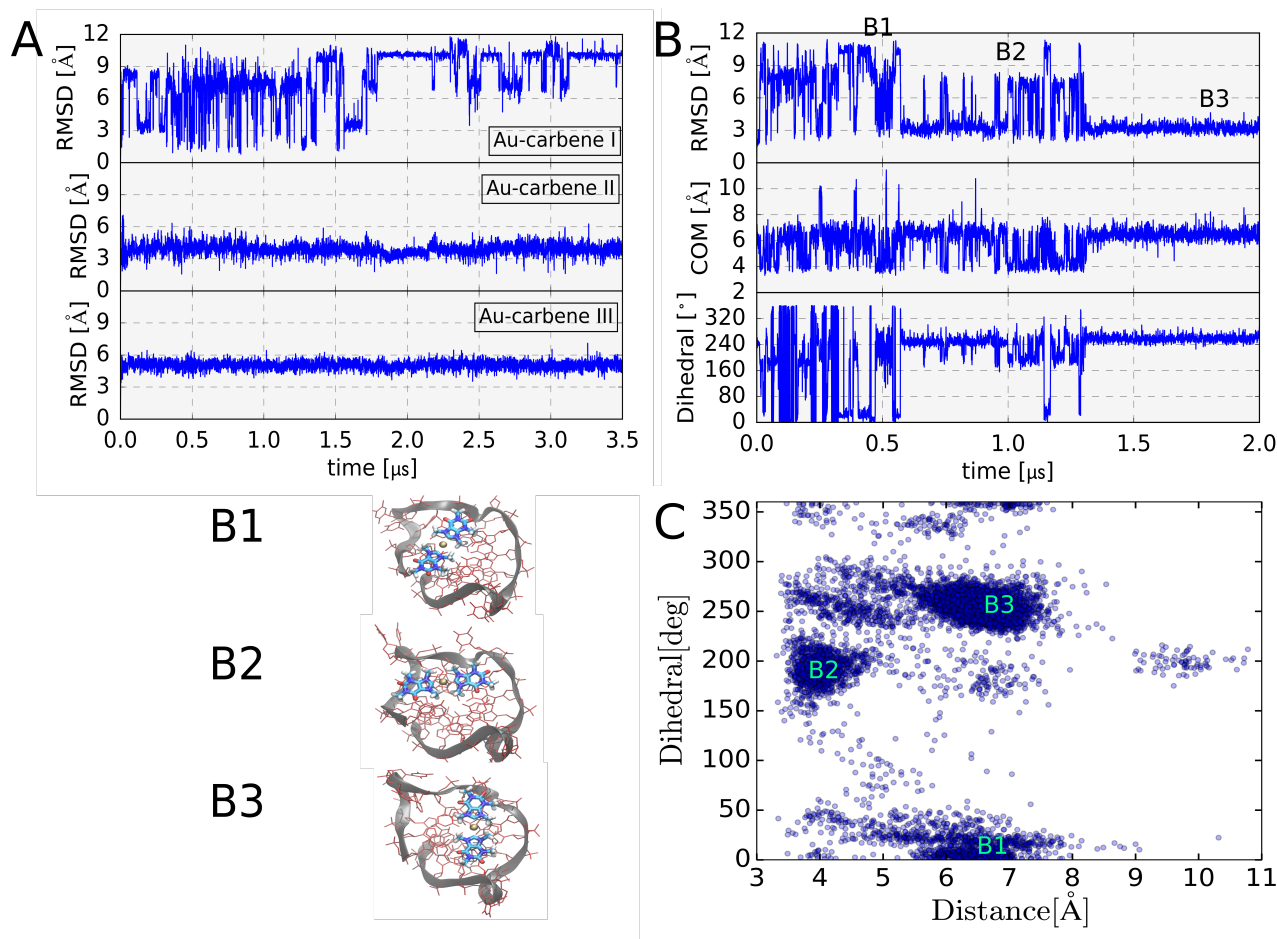 A
12
9
6
3
0
RMSD [Å]
Au-carbene I
9
6
3
0
RMSD [Å]
Au-carbene II
9
6
3
0
RMSD [Å]
Au-carbene III
0.0 0.5 1.0 1.5 2.0 2.5 3.0 3.5
time [μs]
B
12
9
6
3
0
RMSD [Å]
B1
B2
B3
10
8
6
4
2
COM [Å]
320
240
160
80
0
Dihedral [°]
0.0 0.5 1.0 1.5 2.0
time [μs]
B1
B2
B3
C
350
300
250
200
150
100
50
0
Dihedral[deg]
B3
B2
B1
3 4 5 6 7 8 9 10 11
Distance[Å]